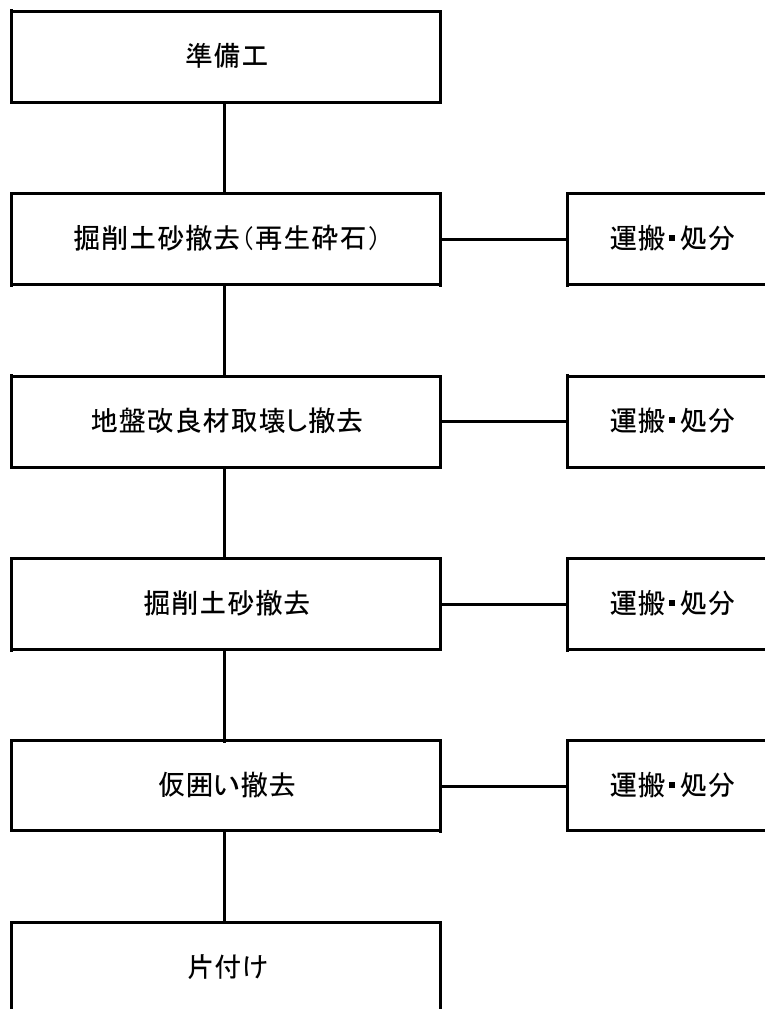 準備工
掘削土砂撤去（再生砕石）
運搬・処分
地盤改良材取壊し撤去
運搬・処分
掘削土砂撤去
運搬・処分
仮囲い撤去
運搬・処分
片付け